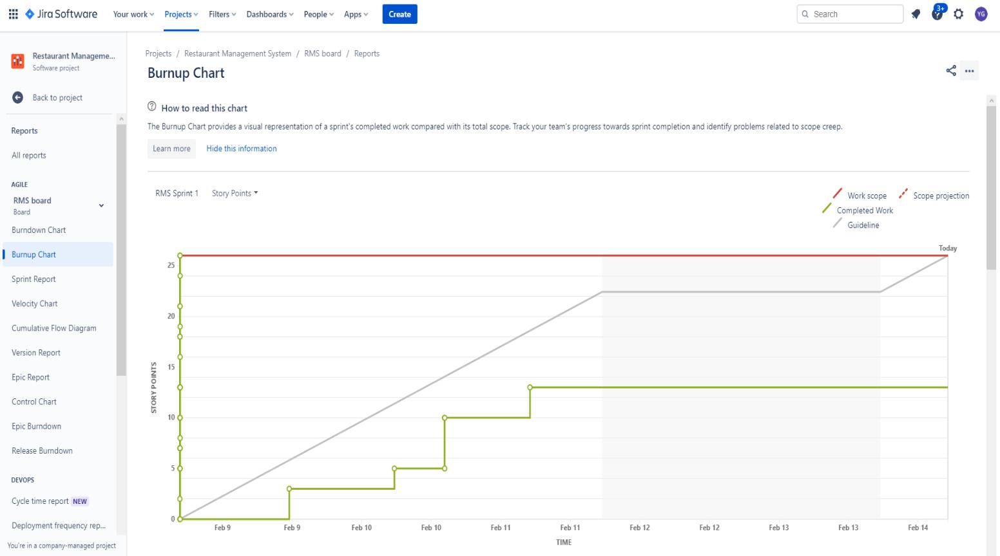 Jira Software Your work Projects Filters Dashboards People Apps Create Search 3+ YG
Restaurant Manageme...
Software project
Back to project
Reports
All reports
AGILE
RMS board
Board
Burndown Chart
Burnup Chart
Sprint Report
Velocity Chart
Cumulative Flow Diagram
Version Report
Epic Report
Control Chart
Epic Burndown
Release Burndown
DEVOPS
Cycle time report NEW
Deployment frequency rep...
You're in a company-managed project
Projects / Restaurant Management System / RMS board / Reports
Burnup Chart
How to read this chart
The Burnup Chart provides a visual representation of a sprint's completed work compared with its total scope. Track your team's progress towards sprint completion and identify problems related to scope creep.
Learn more Hide this information
RMS Sprint 1 Story Points
Work scope Scope projection
Completed Work
Guideline
Today
25
20
15
10
5
0
STORY POINTS
Feb 9 Feb 9 Feb 10 Feb 10 Feb 11 Feb 11 Feb 12 Feb 12 Feb 13 Feb 13 Feb 14
TIME